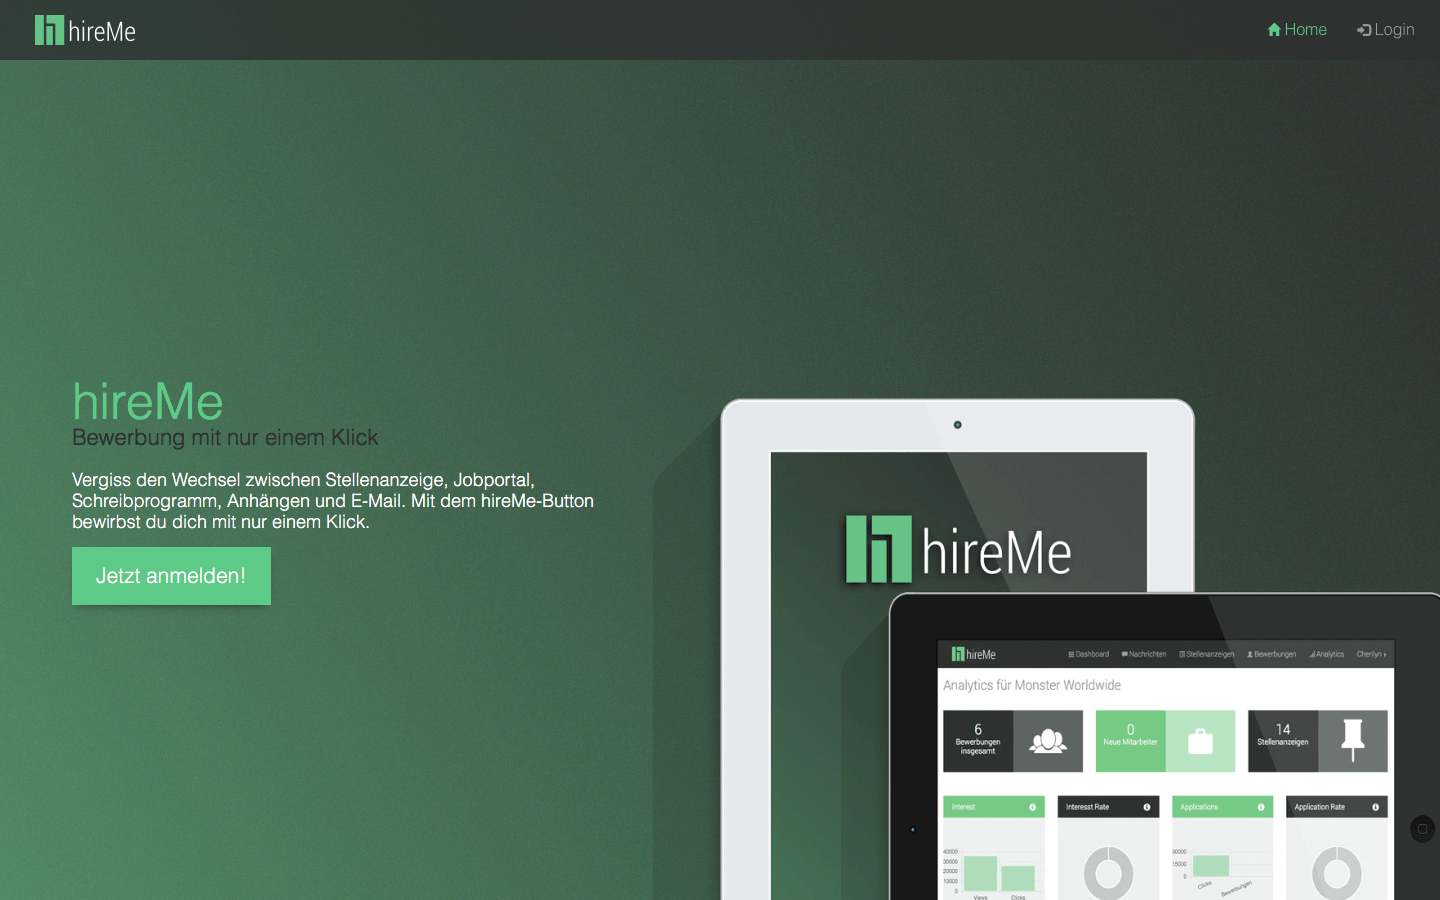 hireMe
Home
Login
hireMe
Bewerbung mit nur einem Klick
Vergiss den Wechsel zwischen Stellenanzeige, Jobportal,
Schreibprogramm, Anhängen und E-Mail. Mit dem hireMe-Button
bewirbst du dich mit nur einem Klick.
Jetzt anmelden!
hireMe
hireMe
Dashboard
Nachrichten
Stellenanzeigen
Bewerbungen
Analytics
Cherilyn
Analytics für Monster Worldwide
6
Bewerbungen
insgesamt
0
Neue Mitarbeiter
14
Stellenanzeigen
Interest
Interesst Rate
Applications
Application Rate
40000
30000
20000
10000
0
Views
Clicks
30000
15000
0
Clicks
Bewerbungen